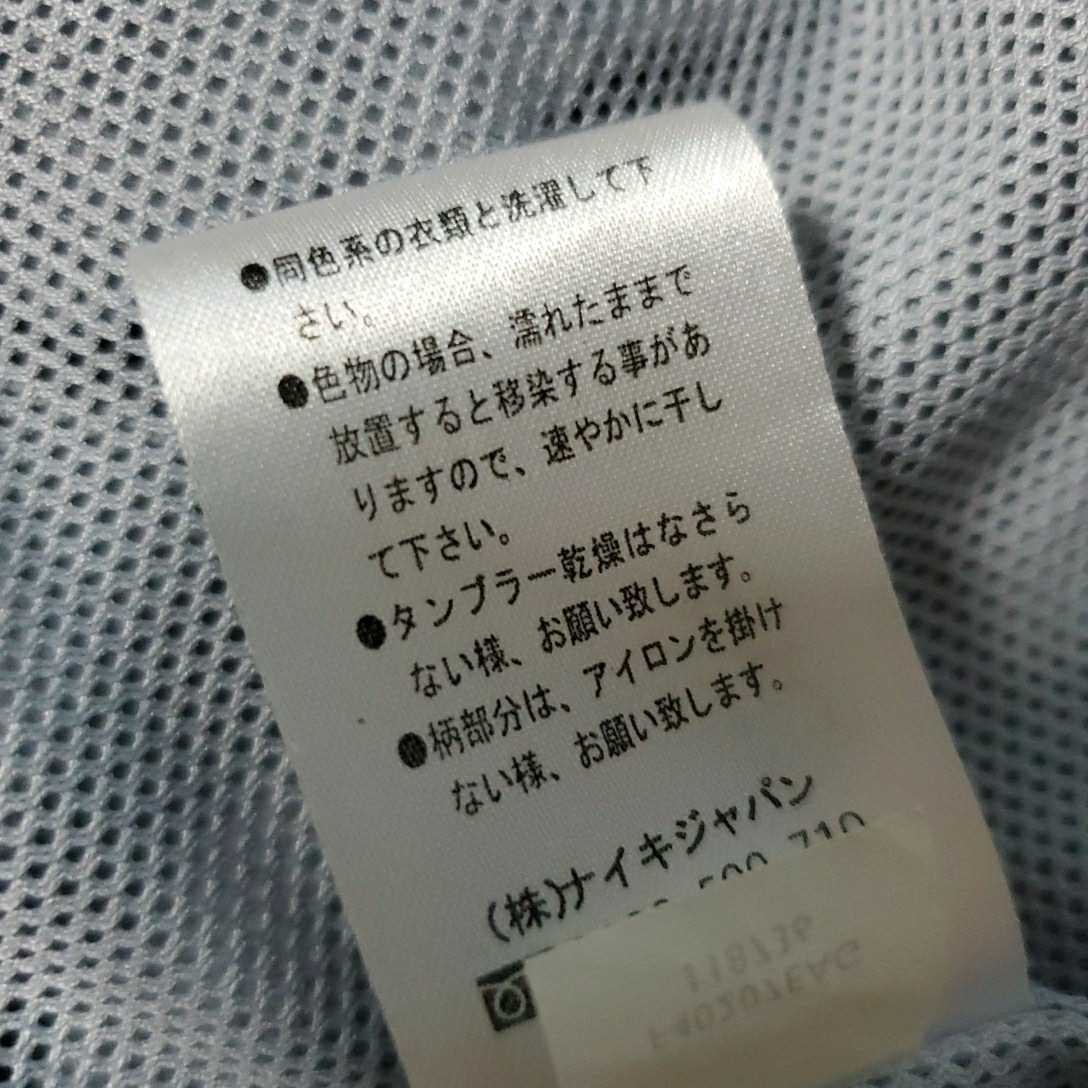 ●同色系の衣類と洗濯して下
さい。
●色物の場合、濡れたままで
放置すると移染する事があ
りますので、速やかに干し
て下さい。
●タンブラー乾燥はなさら
ない様、お願い致します。
●柄部分は、アイロンを掛け
ない様、お願い致します。
(株)ナイキジャパン